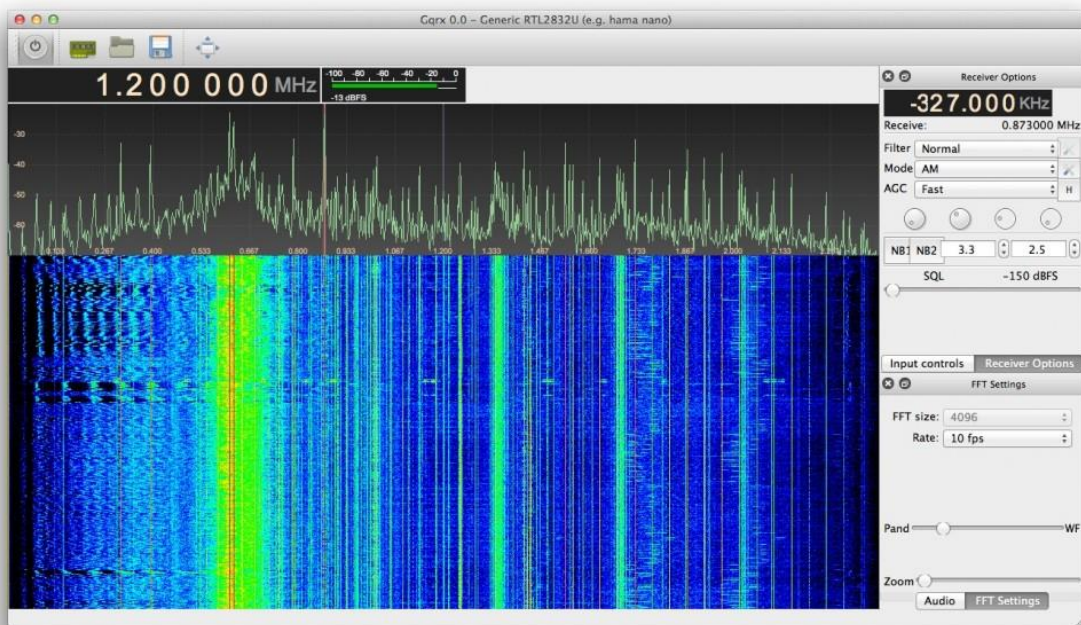 Gqrx 0.0 - Generic RTL2832U (e.g. hama nano)
1.200 000 MHz
-100 -80 -60 -40 -20 0
-13 dBFS
Receiver Options
-327.000 KHz
Receive: 0.873000 MHz
Filter Normal
Mode AM
AGC Fast H
NB1 NB2 3.3 2.5
SQL -150 dBFS
-30
-40
-50
-60
0.133 0.267 0.400 0.533 0.667 0.800 0.933 1.067 1.200 1.333 1.467 1.600 1.733 1.867 2.000 2.133
Input controls Receiver Options
FFT Settings
FFT size: 4096
Rate: 10 fps
Pand WF
Zoom
Audio FFT Settings